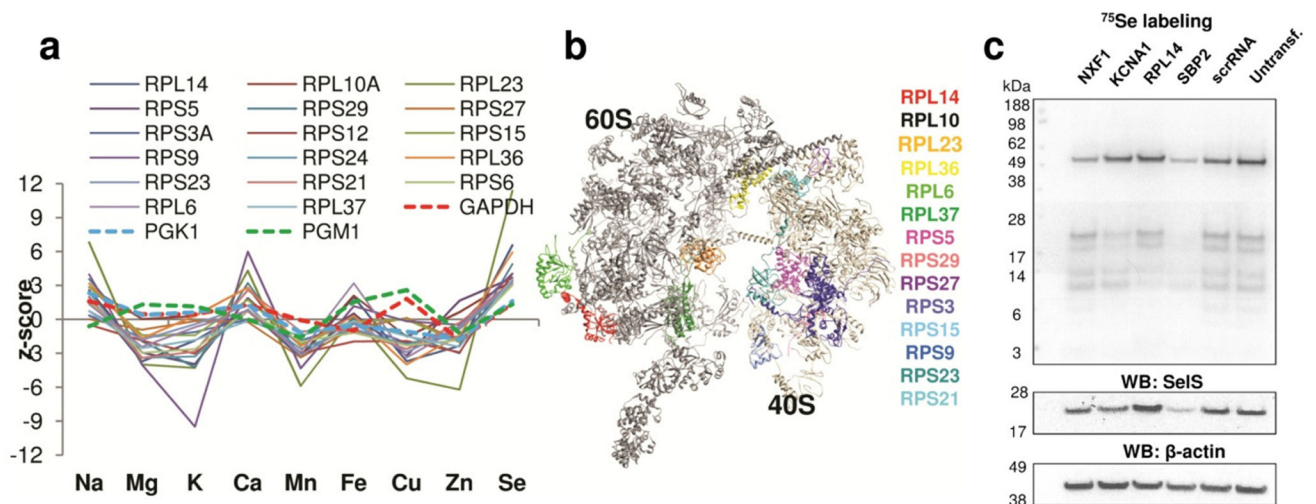 a
RPL14 RPL10A RPL23
RPS5 RPS29 RPS27
RPS3A RPS12 RPS15
RPS9 RPS24 RPL36
RPS23 RPS21 RPS6
RPL6 RPL37 GAPDH
PGK1 PGM1
z-score
12
9
6
3
0
-3
-6
-9
-12
Na Mg K Ca Mn Fe Cu Zn Se
b
60S
40S
RPL14
RPL10
RPL23
RPL36
RPL6
RPL37
RPS5
RPS29
RPS27
RPS3
RPS15
RPS9
RPS23
RPS21
c
75Se labeling
NXF1 KCNA1 RPL14 SBP2 scrRNA Untransf.
kDa
188
98
62
49
38
28
17
14
6
3
WB: SelS
28
17
WB: β-actin
49
38